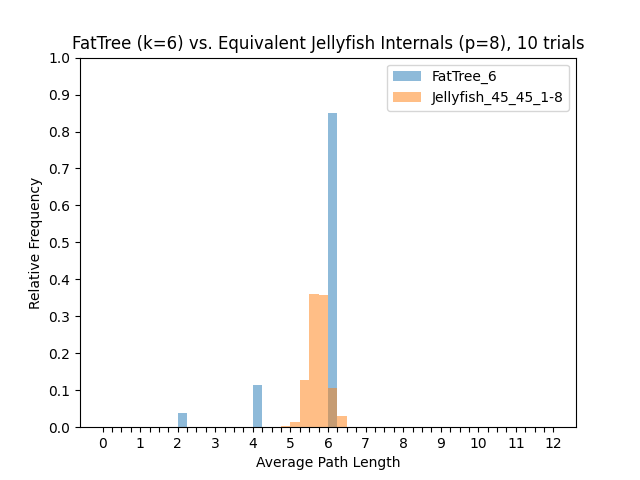 FatTree (k=6) vs. Equivalent Jellyfish Internals (p=8), 10 trials
FatTree_6
Jellyfish_45_45_1-8
Relative Frequency
1.0
0.9
0.8
0.7
0.6
0.5
0.4
0.3
0.2
0.1
0.0
0 1 2 3 4 5 6 7 8 9 10 11 12
Average Path Length